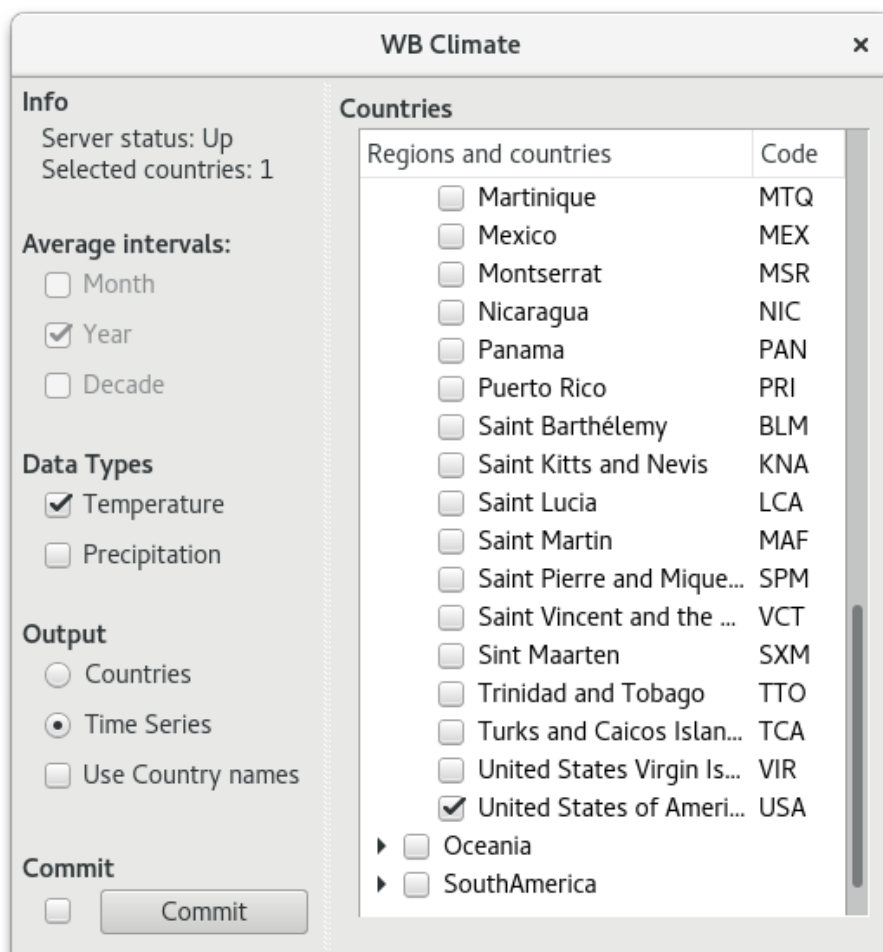 WB Climate
Info
Server status: Up
Selected countries: 1
Average intervals:
Month
Year
Decade
Data Types
Temperature
Precipitation
Output
Countries
Time Series
Use Country names
Commit
Commit
Countries
Regions and countries Code
Martinique MTQ
Mexico MEX
Montserrat MSR
Nicaragua NIC
Panama PAN
Puerto Rico PRI
Saint Barthélemy BLM
Saint Kitts and Nevis KNA
Saint Lucia LCA
Saint Martin MAF
Saint Pierre and Mique... SPM
Saint Vincent and the ... VCT
Sint Maarten SXM
Trinidad and Tobago TTO
Turks and Caicos Islan... TCA
United States Virgin Is... VIR
United States of Ameri... USA
Oceania
SouthAmerica